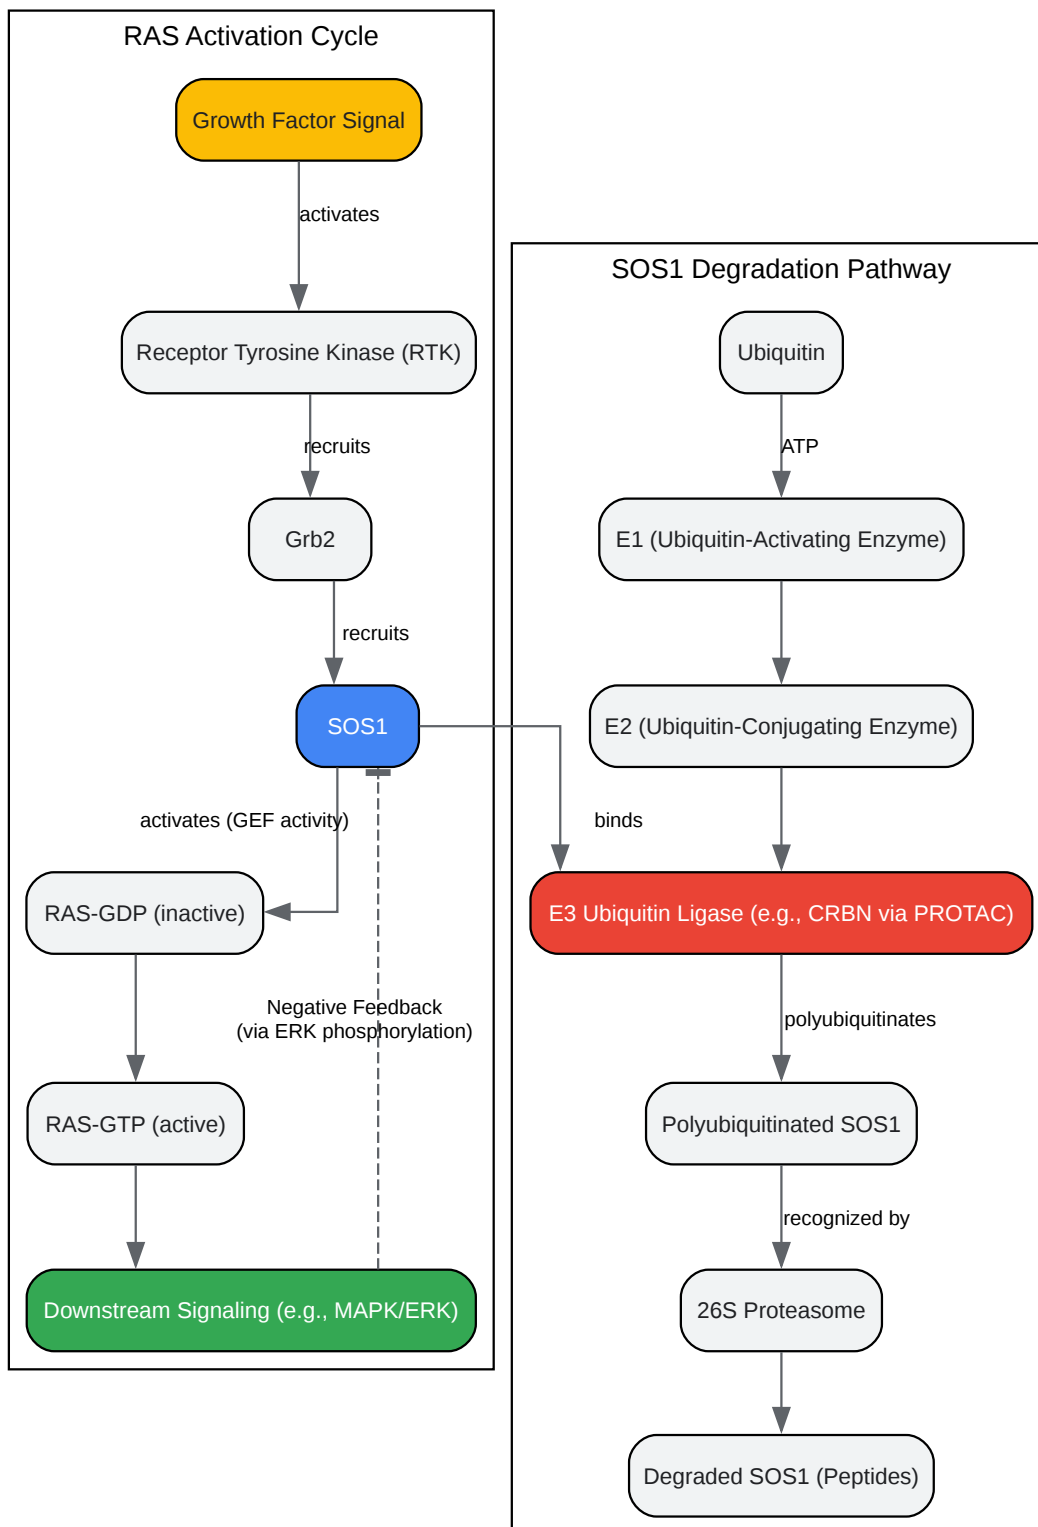 RAS Activation Cycle
Growth Factor Signal
activates
Receptor Tyrosine Kinase (RTK)
recruits
Grb2
recruits
SOS1
activates (GEF activity)
RAS-GDP (inactive)
Negative Feedback
(via ERK phosphorylation)
RAS-GTP (active)
Downstream Signaling (e.g., MAPK/ERK)
SOS1 Degradation Pathway
Ubiquitin
ATP
E1 (Ubiquitin-Activating Enzyme)
E2 (Ubiquitin-Conjugating Enzyme)
binds
E3 Ubiquitin Ligase (e.g., CRBN via PROTAC)
polyubiquitinates
Polyubiquitinated SOS1
recognized by
26S Proteasome
Degraded SOS1 (Peptides)